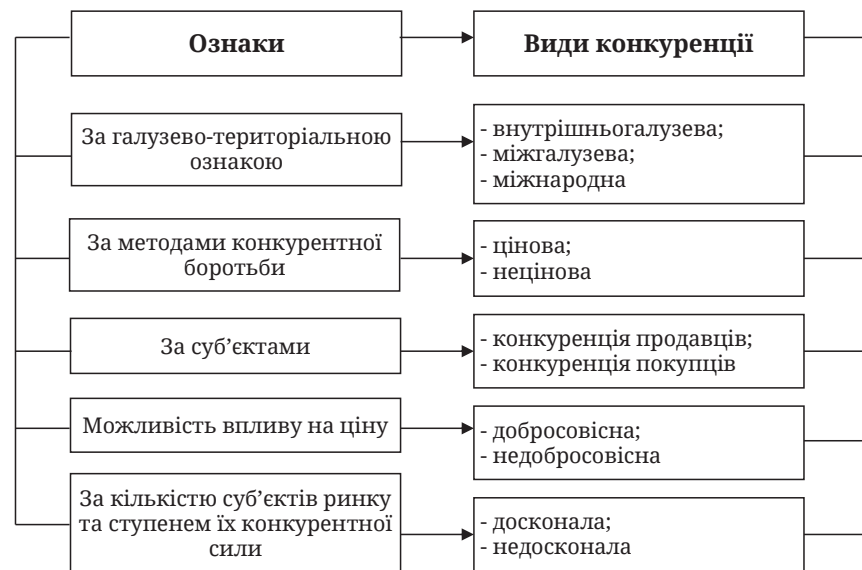 Ознаки
Види конкуренції
За галузево-територіальною
ознакою
- внутрішньогалузева;
- міжгалузева;
- міжнародна
За методами конкурентної
боротьби
- цінова;
- нецінова
За суб’єктами
- конкуренція продавців;
- конкуренція покупців
Можливість впливу на ціну
- добросовісна;
- недобросовісна
За кількістю суб’єктів ринку
та ступенем їх конкурентної
сили
- досконала;
- недосконала